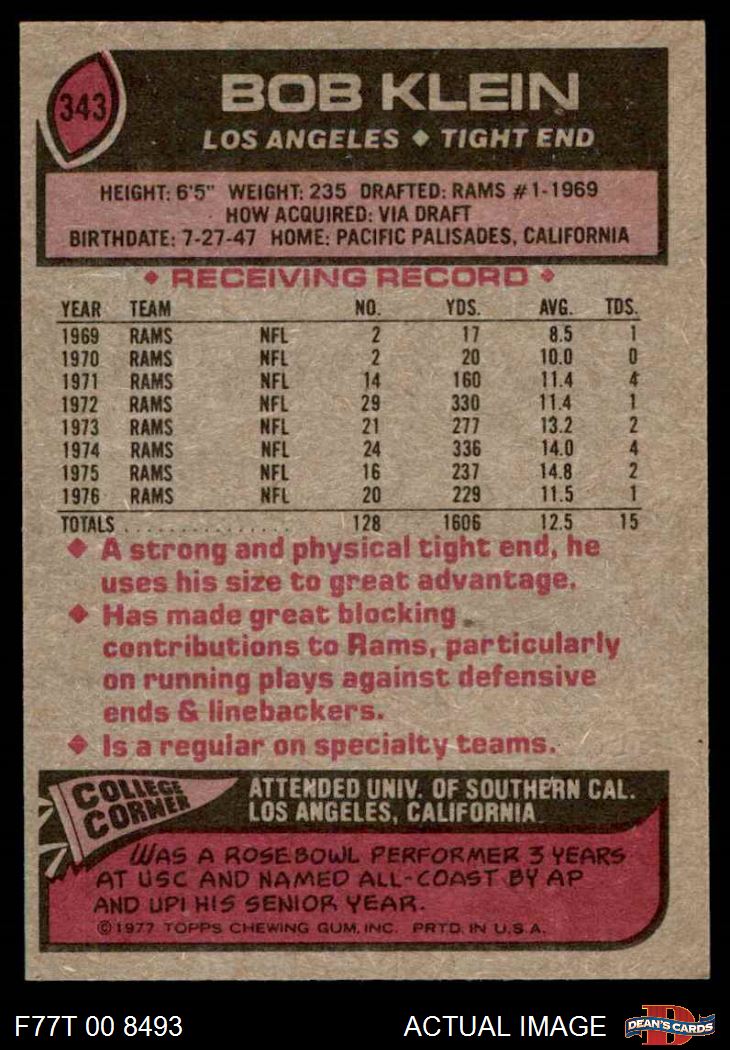 343
BOB KLEIN
LOS ANGELES ◆ TIGHT END
HEIGHT: 6'5" WEIGHT: 235 DRAFTED: RAMS #1-1969
HOW ACQUIRED: VIA DRAFT
BIRTHDATE: 7-27-47 HOME: PACIFIC PALISADES, CALIFORNIA
◆ RECEIVING RECORD ◆
YEAR TEAM NO. YDS. AVG. TDS.
1969 RAMS NFL 2 17 8.5 1
1970 RAMS NFL 2 20 10.0 0
1971 RAMS NFL 14 160 11.4 4
1972 RAMS NFL 29 330 11.4 1
1973 RAMS NFL 21 277 13.2 2
1974 RAMS NFL 24 336 14.0 4
1975 RAMS NFL 16 237 14.8 2
1976 RAMS NFL 20 229 11.5 1
TOTALS ................ 128 1606 12.5 15
◆ A strong and physical tight end, he
uses his size to great advantage.
◆ Has made great blocking
contributions to Rams, particularly
on running plays against defensive
ends & linebackers.
◆ Is a regular on specialty teams.
COLLEGE
CORNER
ATTENDED UNIV. OF SOUTHERN CAL.
LOS ANGELES, CALIFORNIA
WAS A ROSE BOWL PERFORMER 3 YEARS
AT USC AND NAMED ALL-COAST BY AP
AND UPI HIS SENIOR YEAR.
©1977 TOPPS CHEWING GUM, INC. PRTD. IN U.S.A.
F77T 00 8493
ACTUAL IMAGE
D
DEAN'S CARDS